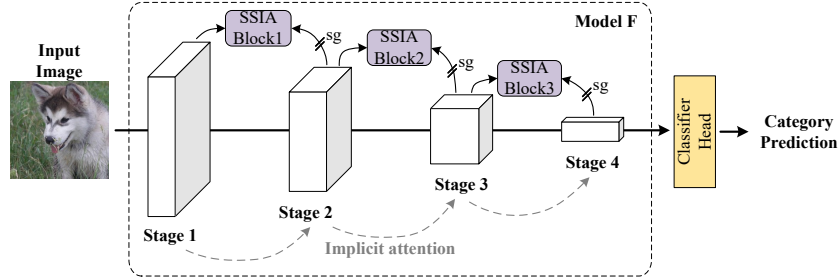 Model F
SSIA
Block1
sg
SSIA
Block2
sg
SSIA
Block3
sg
Input
Image
Stage 1
Stage 2
Stage 3
Stage 4
Implicit attention
Classifier
Head
Category
Prediction